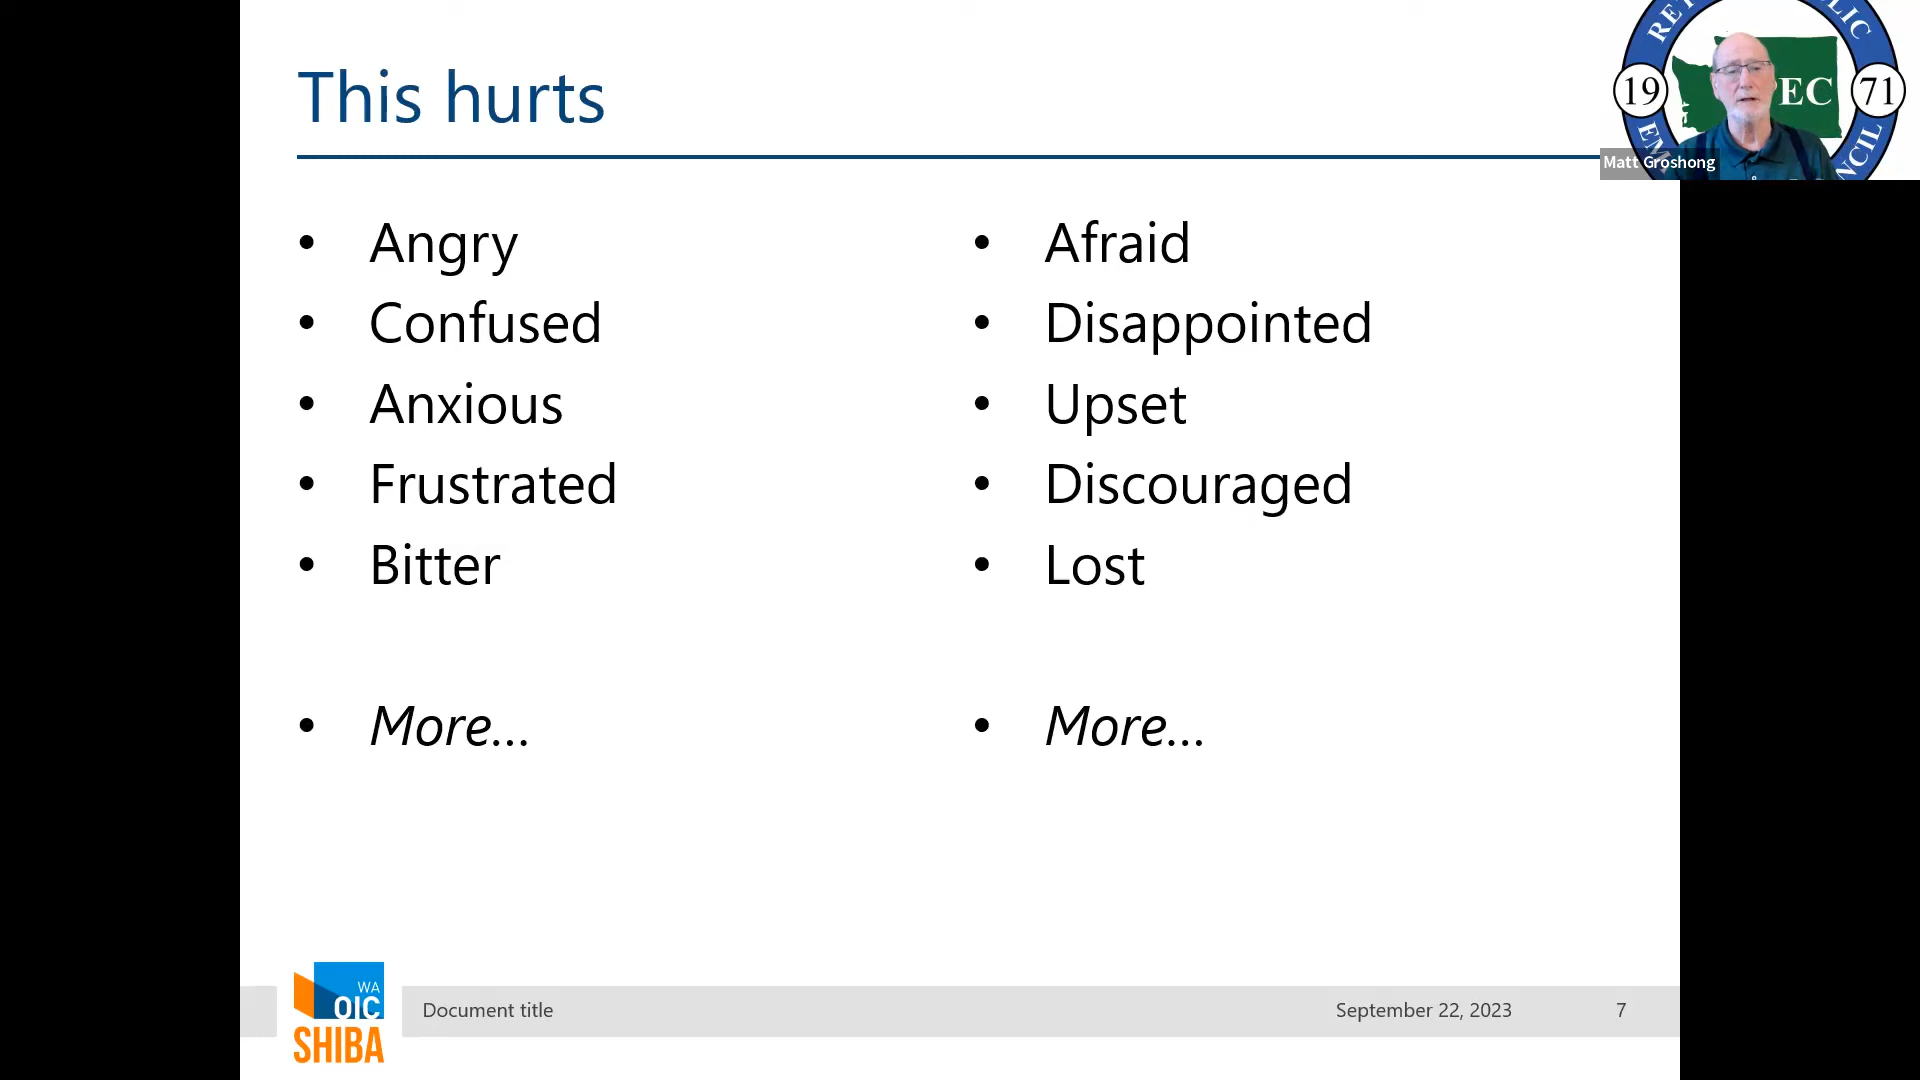 This hurts
19
EC
71
Matt Groshong
• Angry
• Confused
• Anxious
• Frustrated
• Bitter
• More...
• Afraid
• Disappointed
• Upset
• Discouraged
• Lost
• More...
WA
OIC
SHIBA
Document title
September 22, 2023
7